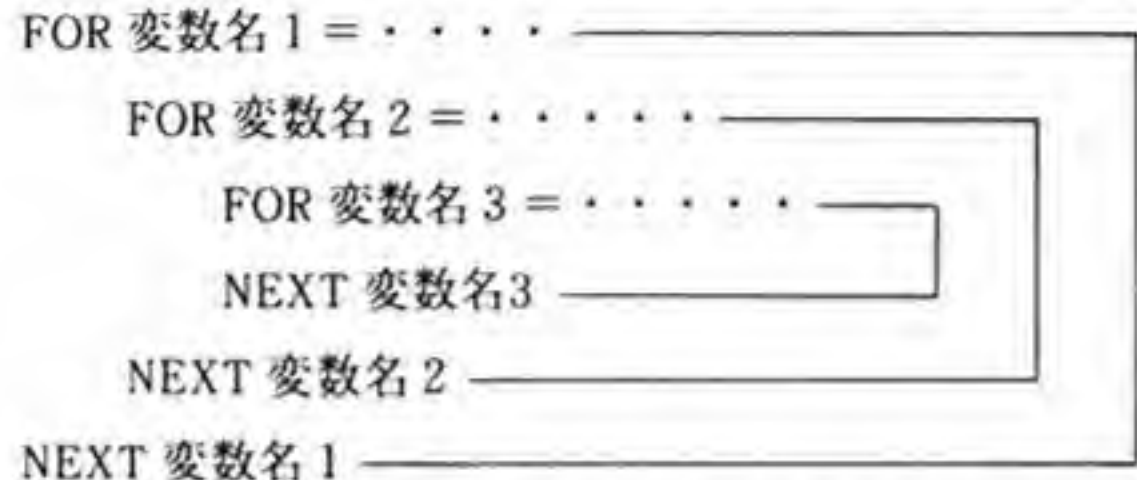 FOR 変数名 1 = ・・・・
FOR 変数名 2 = ・・・・・
FOR 変数名 3 = ・・・・・
NEXT 変数名3
NEXT 変数名 2
NEXT 変数名 1